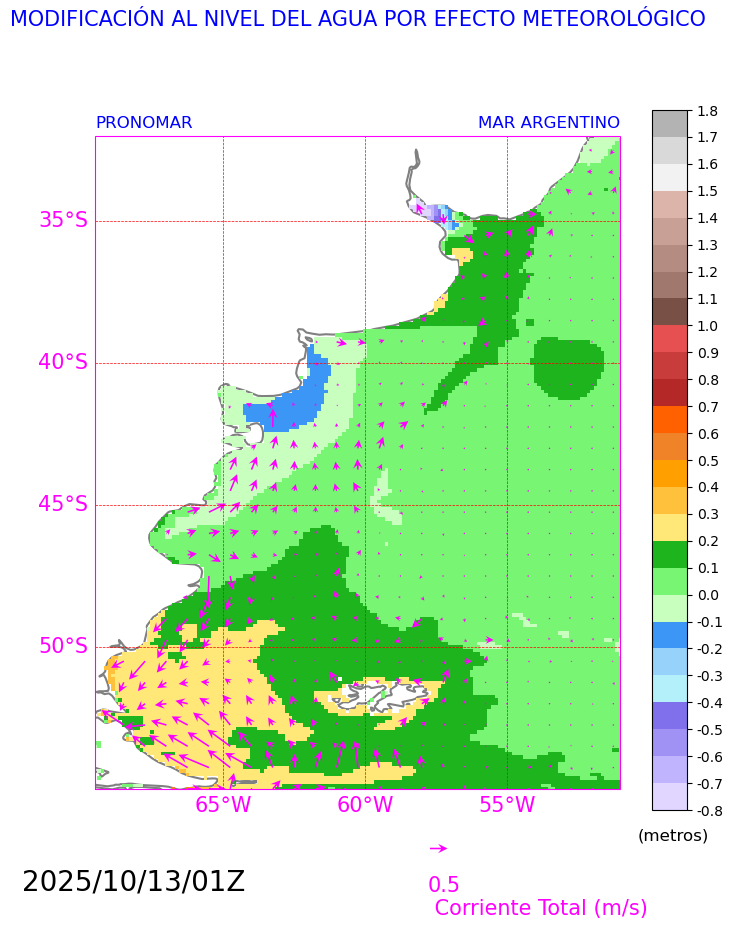 MODIFICACIÓN AL NIVEL DEL AGUA POR EFECTO METEOROLÓGICO
PRONOMAR MAR ARGENTINO
35°S
40°S
45°S
50°S
65°W 60°W 55°W
1.8
1.7
1.6
1.5
1.4
1.3
1.2
1.1
1.0
0.9
0.8
0.7
0.6
0.5
0.4
0.3
0.2
0.1
0.0
-0.1
-0.2
-0.3
-0.4
-0.5
-0.6
-0.7
-0.8
(metros)
2025/10/13/01Z
0.5
Corriente Total (m/s)